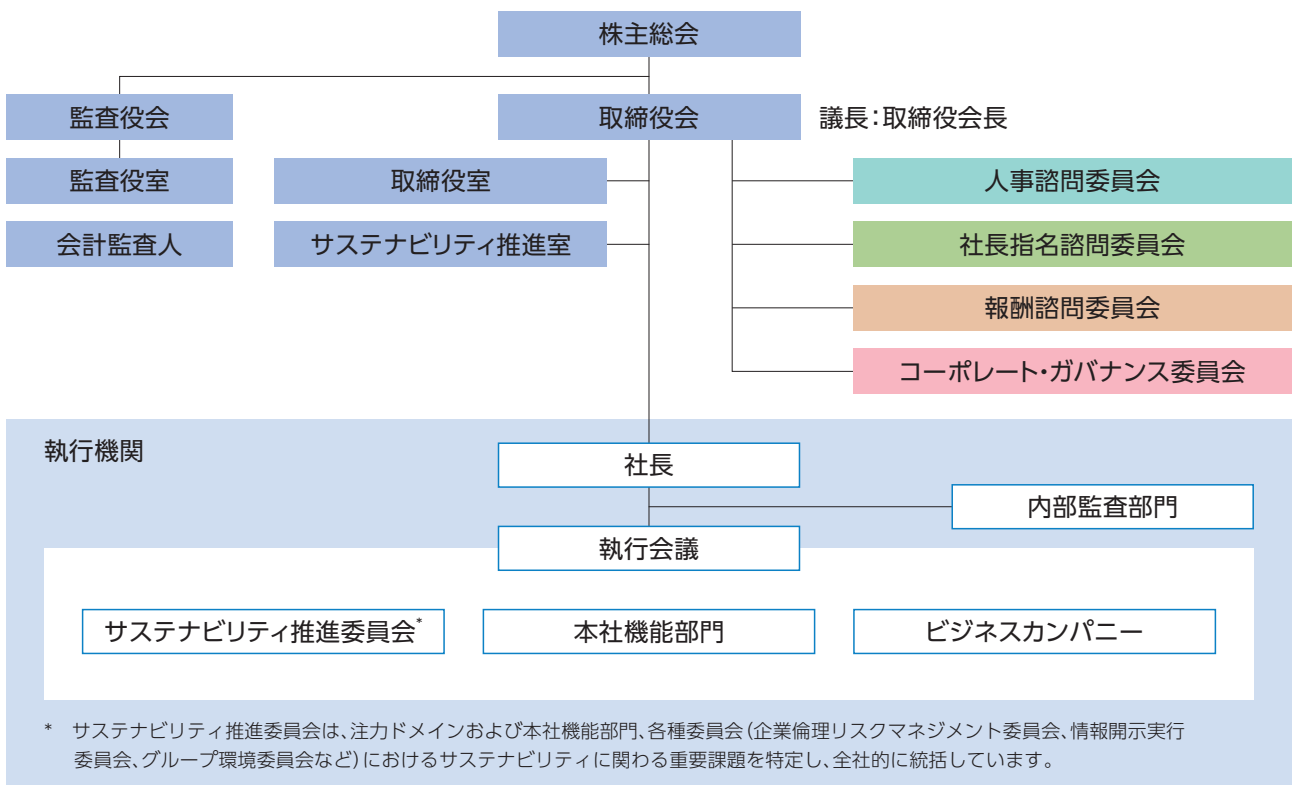 株主総会
監査役会
取締役会
議長：取締役会長
監査役室
取締役室
人事諮問委員会
会計監査人
サステナビリティ推進室
社長指名諮問委員会
報酬諮問委員会
コーポレート・ガバナンス委員会
執行機関
社長
内部監査部門
執行会議
サステナビリティ推進委員会*
本社機能部門
ビジネスカンパニー
* サステナビリティ推進委員会は、注力ドメインおよび本社機能部門、各種委員会（企業倫理リスクマネジメント委員会、情報開示実行
委員会、グループ環境委員会など）におけるサステナビリティに関わる重要課題を特定し、全社的に統括しています。